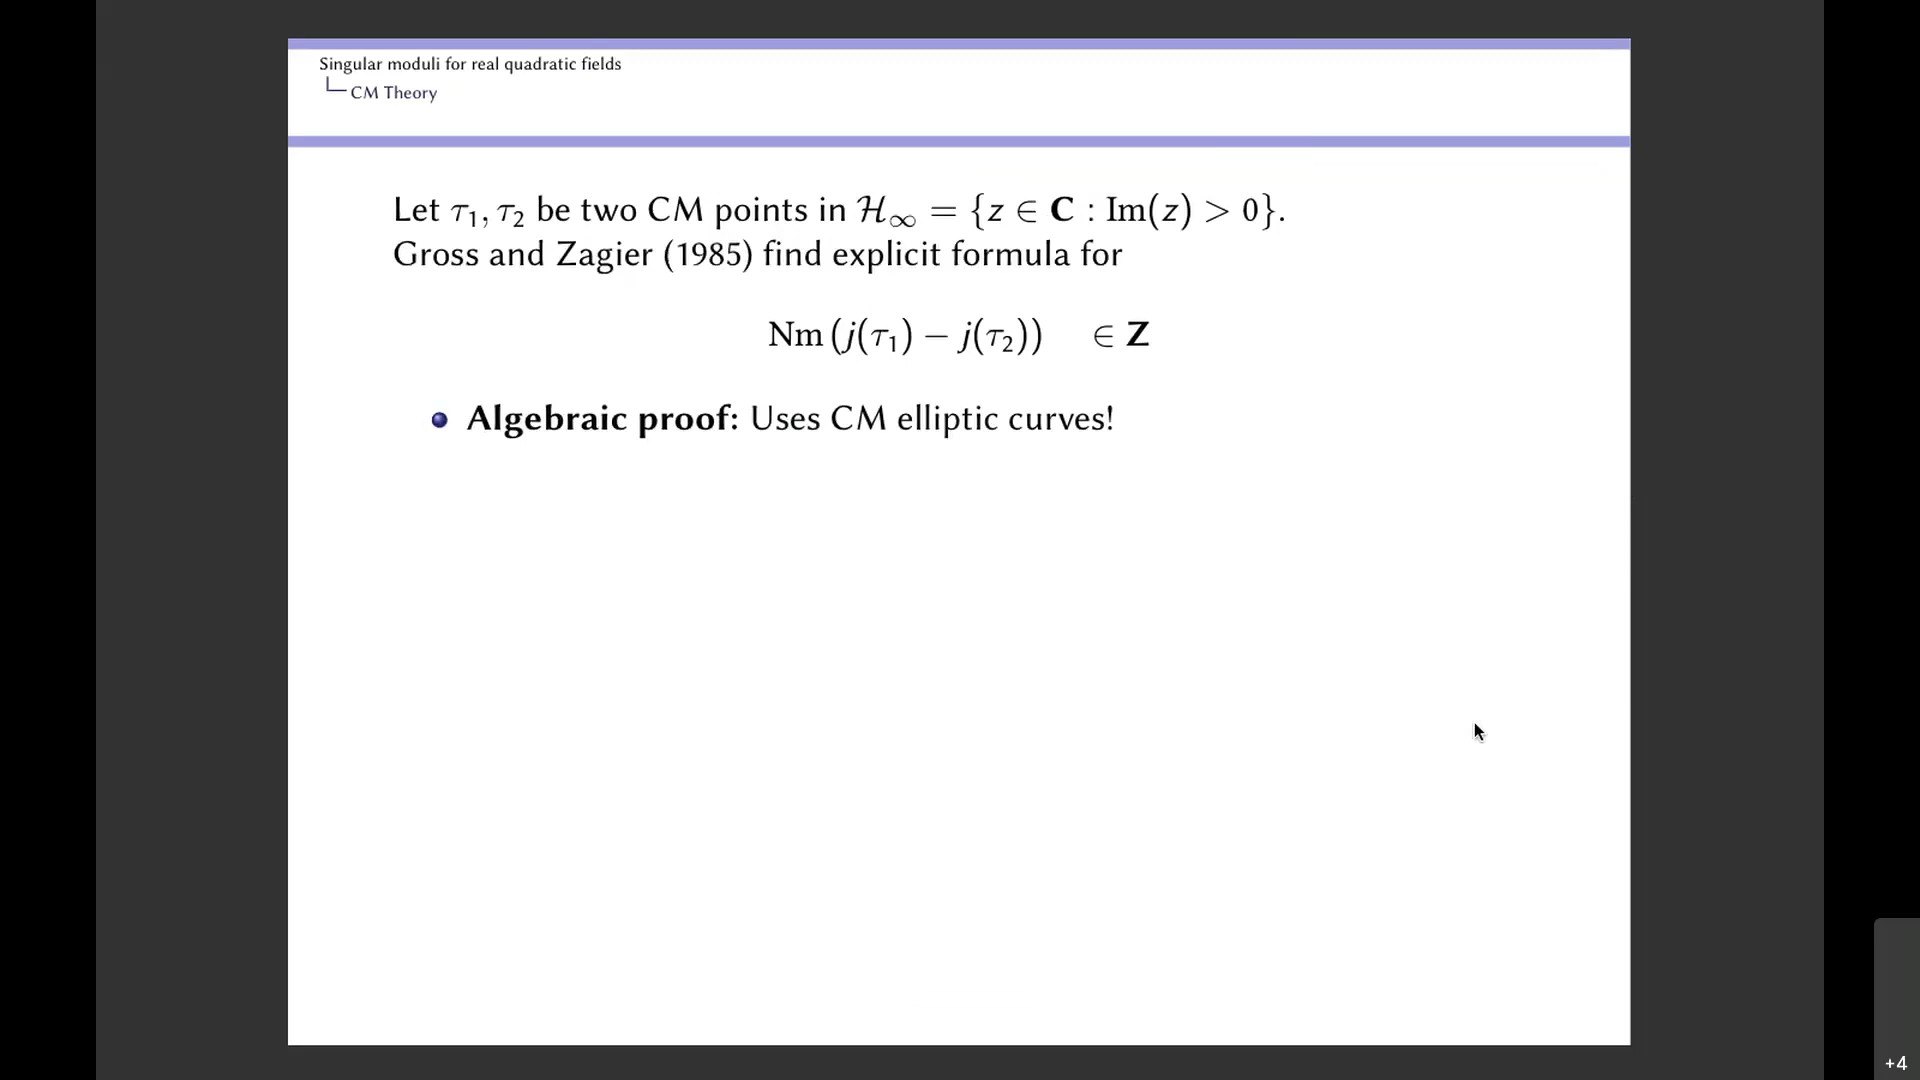 Singular moduli for real quadratic fields
CM Theory
Let τ₁, τ₂ be two CM points in ℋ∞ = {z ∈ C : Im(z) > 0}.
Gross and Zagier (1985) find explicit formula for
Nm (j(τ₁) − j(τ₂)) ∈ Z
Algebraic proof: Uses CM elliptic curves!
+4